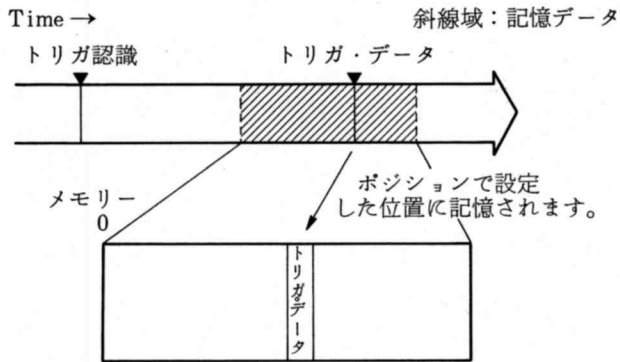 Time→
斜線域：記憶データ
トリガ認識
トリガ・データ
ポジションで設定
した位置に記憶されます。
メモリー
0
トリガ・データ